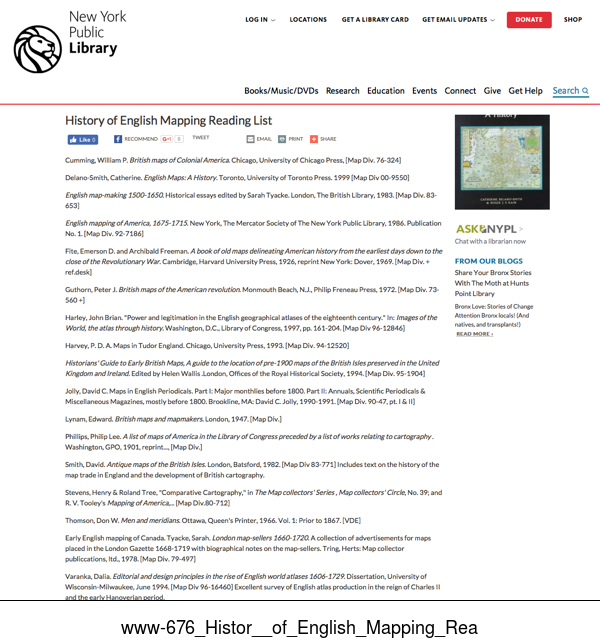 New York
Public
Library
LOG IN
LOCATIONS
GET A LIBRARY CARD
GET EMAIL UPDATES
DONATE
SHOP
Books/Music/DVDs Research Education Events Connect Give Get Help Search
History of English Mapping Reading List
Like 0 RECOMMEND G+1 0 TWEET EMAIL PRINT SHARE
Cumming, William P. British maps of Colonial America. Chicago, University of Chicago Press, [Map Div. 76-324]
Delano-Smith, Catherine. English Maps: A History. Toronto, University of Toronto Press. 1999 [Map Div 00-9550]
English map-making 1500-1650. Historical essays edited by Sarah Tyacke. London, The British Library, 1983. [Map Div. 83-
653]
English mapping of America, 1675-1715. New York, The Mercator Society of The New York Public Library, 1986. Publication
No. 1. [Map Div. 92-7186]
Fite, Emerson D. and Archibald Freeman. A book of old maps delineating American history from the earliest days down to the
close of the Revolutionary War. Cambridge, Harvard University Press, 1926, reprint New York: Dover, 1969. [Map Div. +
ref.desk]
Guthorn, Peter J. British maps of the American revolution. Monmouth Beach, N.J., Philip Freneau Press, 1972. [Map Div. 73-
560 +]
Harley, John Brian. "Power and legitimation in the English geographical atlases of the eighteenth century." In: Images of the
World, the atlas through history. Washington, D.C., Library of Congress, 1997, pp. 161-204. [Map Div 96-12846]
Harvey, P. D. A. Maps in Tudor England. Chicago, University Press, 1993. [Map Div. 94-12520]
Historians' Guide to Early British Maps, A guide to the location of pre-1900 maps of the British Isles preserved in the United
Kingdom and Ireland. Edited by Helen Wallis .London, Offices of the Royal Historical Society, 1994. [Map Div. 95-1904]
Jolly, David C. Maps in English Periodicals. Part I: Major monthlies before 1800. Part II: Annuals, Scientific Periodicals &
Miscellaneous Magazines, mostly before 1800. Brookline, MA: David C. Jolly, 1990-1991. [Map Div. 90-47, pt. I & II]
Lynam, Edward. British maps and mapmakers. London, 1947. [Map Div.]
Phillips, Philip Lee. A list of maps of America in the Library of Congress preceded by a list of works relating to cartography .
Washington, GPO, 1901, reprint..., [Map Div.]
Smith, David. Antique maps of the British Isles. London, Batsford, 1982. [Map Div 83-771] Includes text on the history of the
map trade in England and the development of British cartography.
Stevens, Henry & Roland Tree, "Comparative Cartography," in The Map collectors' Series , Map collectors' Circle, No. 39; and
R. V. Tooley's Mapping of America,.. [Map Div.80-712]
Thomson, Don W. Men and meridians. Ottawa, Queen's Printer, 1966. Vol. 1: Prior to 1867. [VDE]
Early English mapping of Canada. Tyacke, Sarah. London map-sellers 1660-1720. A collection of advertisements for maps
placed in the London Gazette 1668-1719 with biographical notes on the map-sellers. Tring, Herts: Map collector
publiccations, ltd., 1978. [Map Div. 79-497]
Varanka, Dalia. Editorial and design principles in the rise of English world atlases 1606-1729. Dissertation, University of
Wisconsin-Milwaukee, June 1994. [Map Div 96-16460] Excellent survey of English atlas production in the reign of Charles II
and the early Hanoverian period.
A History
CATHERINE DELANO-SMITH
& ROGER J. P. KAIN
ASK NYPL >
Chat with a librarian now
FROM OUR BLOGS
Share Your Bronx Stories
With The Moth at Hunts
Point Library
Bronx Love: Stories of Change
Attention Bronx locals! (And
natives, and transplants!)
READ MORE ›
www-676_Histor__of_English_Mapping_Rea